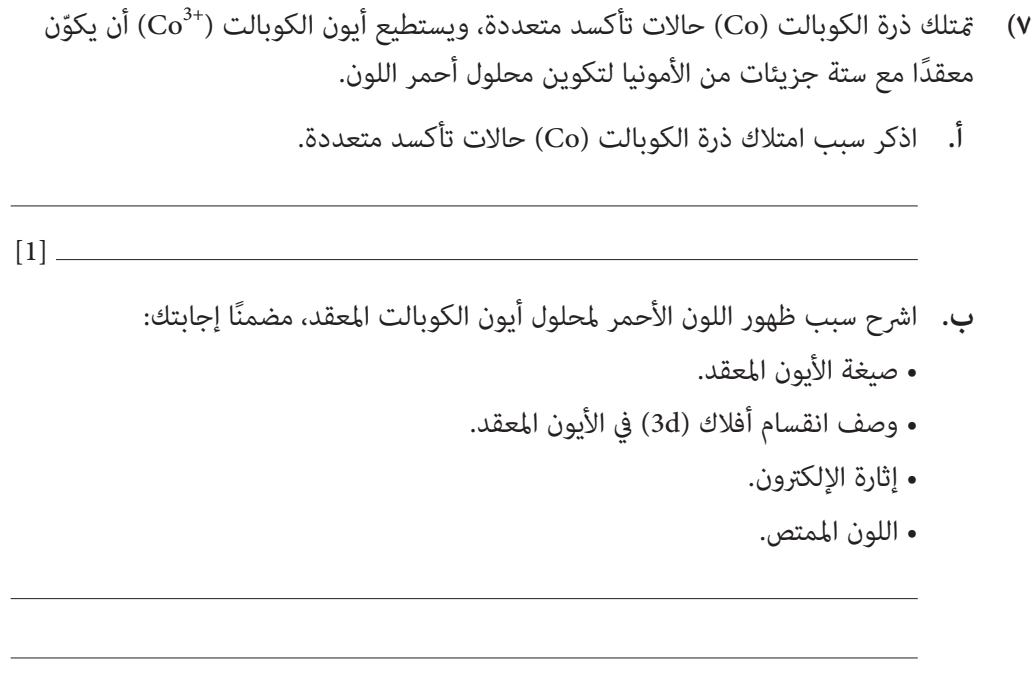 ٧) تمتلك ذرة الكوبالت (Co) حالات تأكسد متعددة، ويستطيع أيون الكوبالت (Co³⁺) أن يكوّن
معقدًا مع ستة جزيئات من الأمونيا لتكوين محلول أحمر اللون.
أ. اذكر سبب امتلاك ذرة الكوبالت (Co) حالات تأكسد متعددة.
[1]
ب. اشرح سبب ظهور اللون الأحمر لمحلول أيون الكوبالت المعقد، مضمنًا إجابتك:
• صيغة الأيون المعقد.
• وصف انقسام أفلاك (3d) في الأيون المعقد.
• إثارة الإلكترون.
• اللون الممتص.